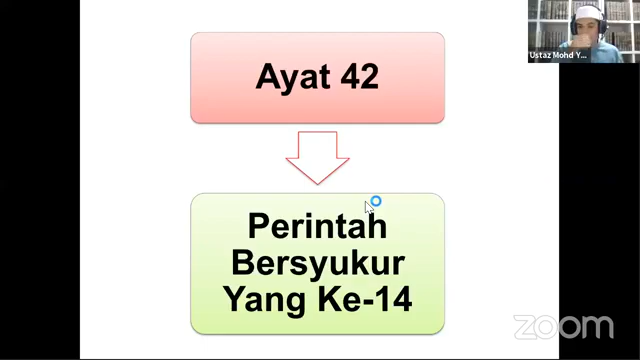 Ayat 42
Perintah
Bersyukur
Yang Ke-14
Ustaz Mohd Y...
zoom